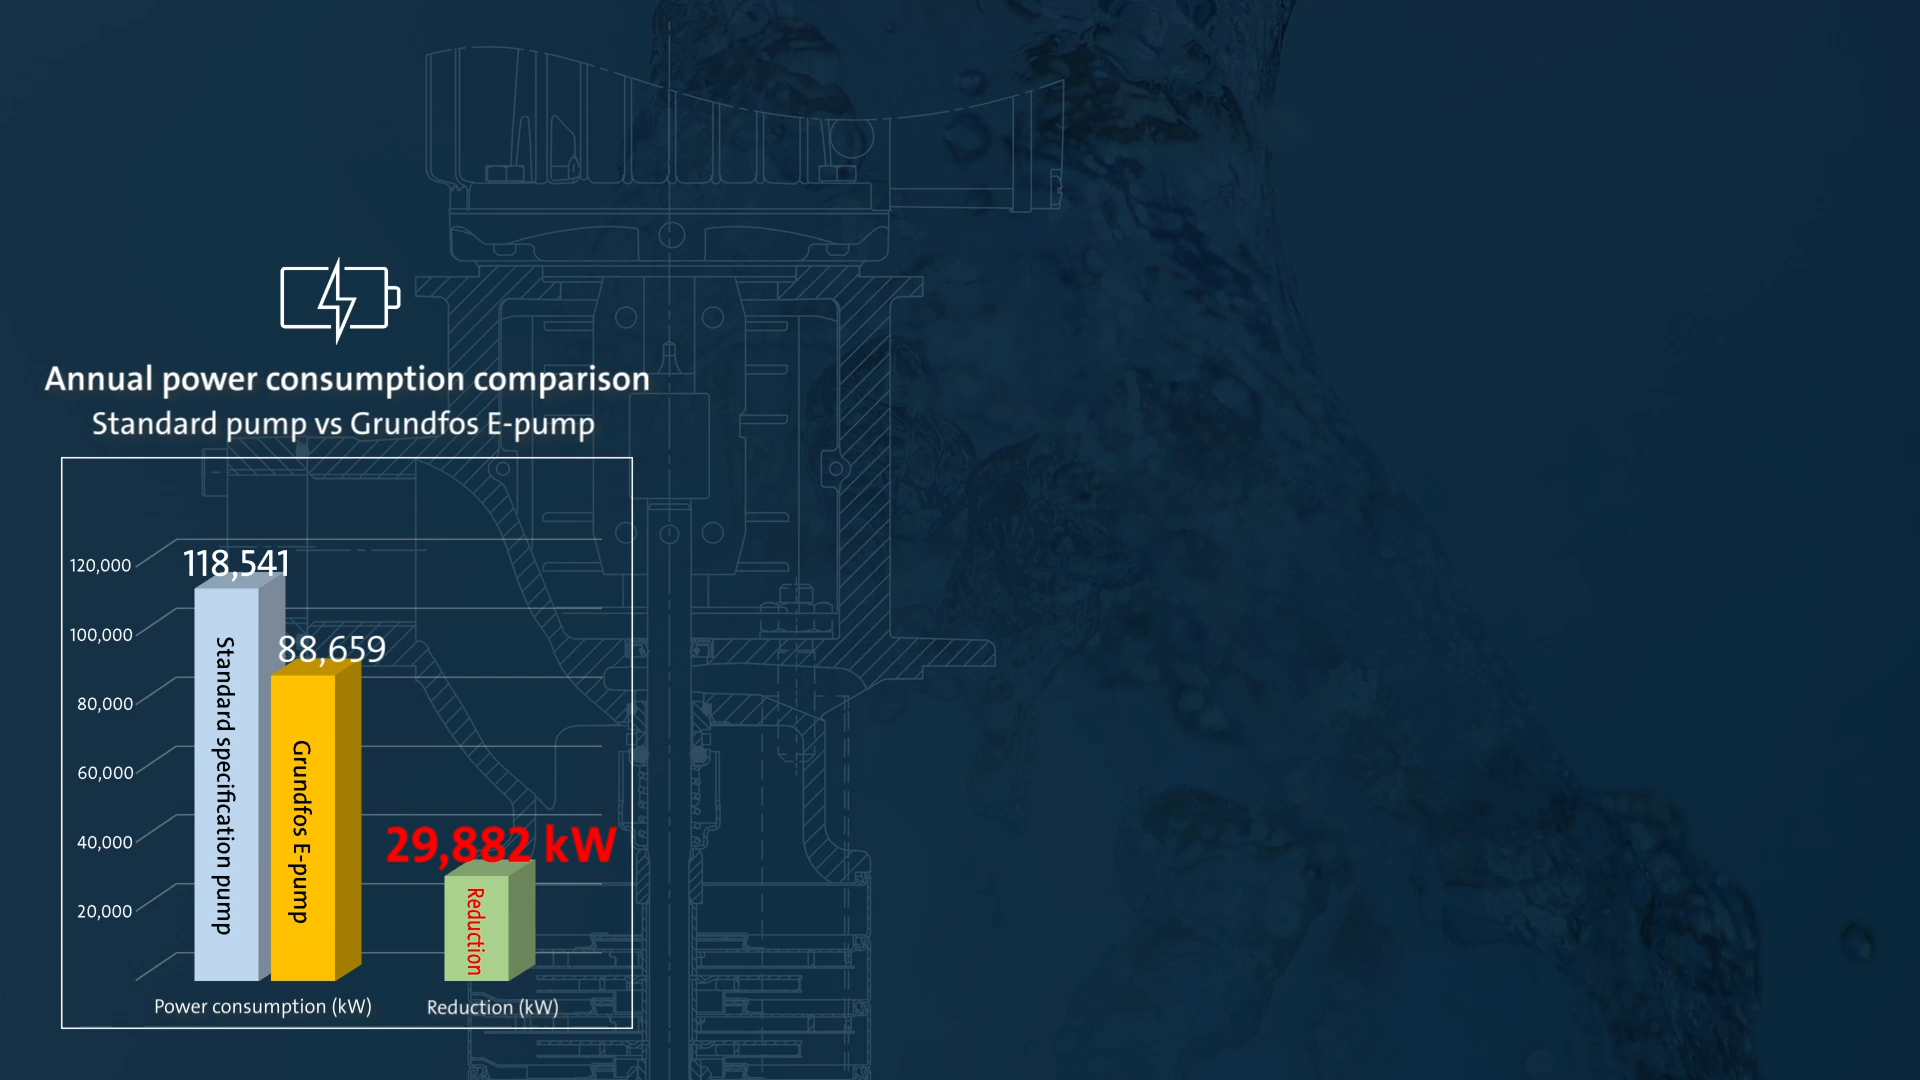 Annual power consumption comparison
Standard pump vs Grundfos E-pump
120,000
100,000
80,000
60,000
40,000
20,000
118,541
88,659
29,882 kW
Standard specification pump
Grundfos E-pump
Reduction
Power consumption (kW)
Reduction (kW)